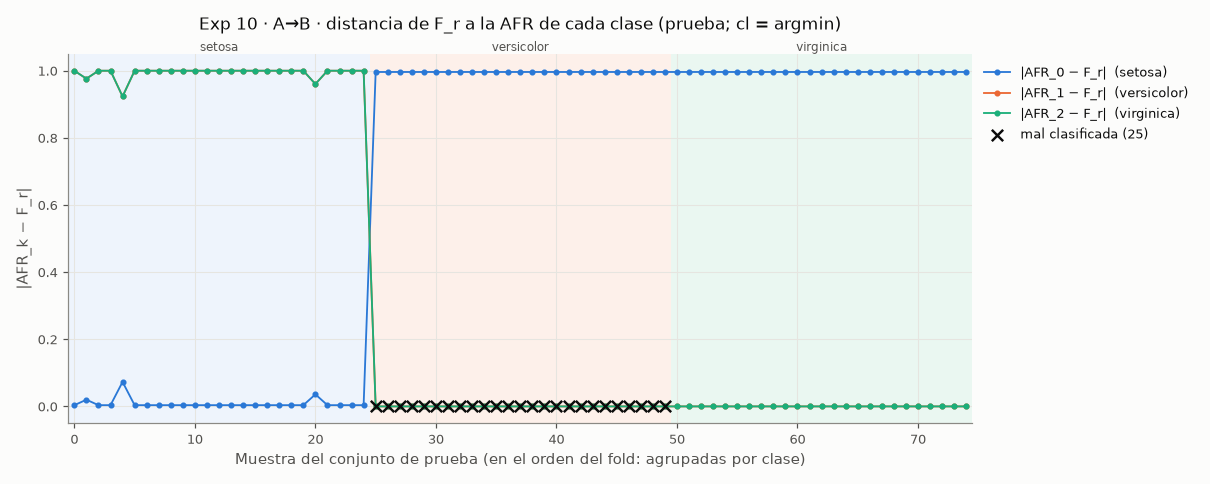 Exp 10 · A→B · distancia de F_r a la AFR de cada clase (prueba; cl = argmin)
setosa
versicolor
virginica
1.0
0.8
0.6
0.4
0.2
0.0
|AFR_k − F_r|
0
10
20
30
40
50
60
70
Muestra del conjunto de prueba (en el orden del fold: agrupadas por clase)
|AFR_0 − F_r| (setosa)
|AFR_1 − F_r| (versicolor)
|AFR_2 − F_r| (virginica)
mal clasificada (25)